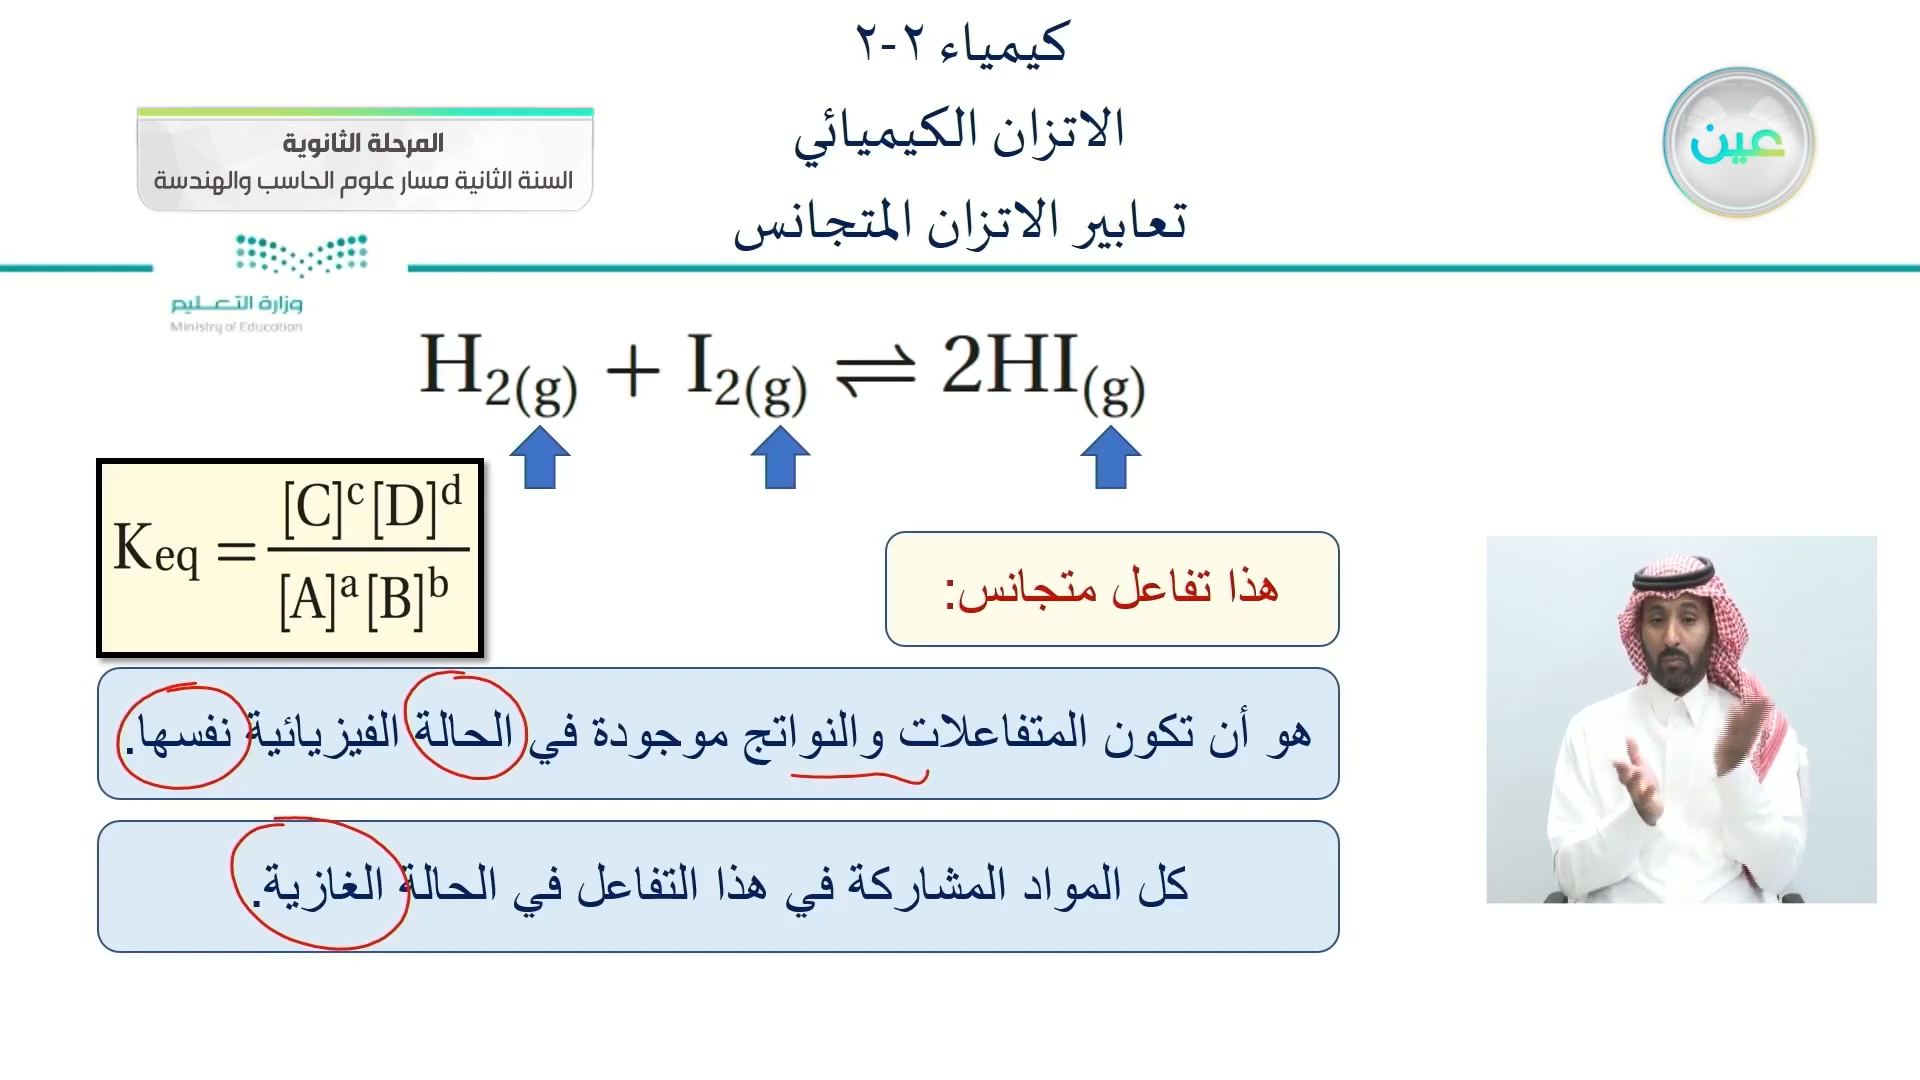 كيمياء ٢-٢
الاتزان الكيميائي
تعابير الاتزان المتجانس
عين
المرحلة الثانوية
السنة الثانية مسار علوم الحاسب والهندسة
وزارة التعليم
Ministry of Education
H₂(g) + I₂(g) ⇌ 2HI(g)
Keq = [C]^c [D]^d / [A]^a [B]^b
هذا تفاعل متجانس:
هو أن تكون المتفاعلات والنواتج موجودة في الحالة الفيزيائية نفسها.
كل المواد المشاركة في هذا التفاعل في الحالة الغازية.